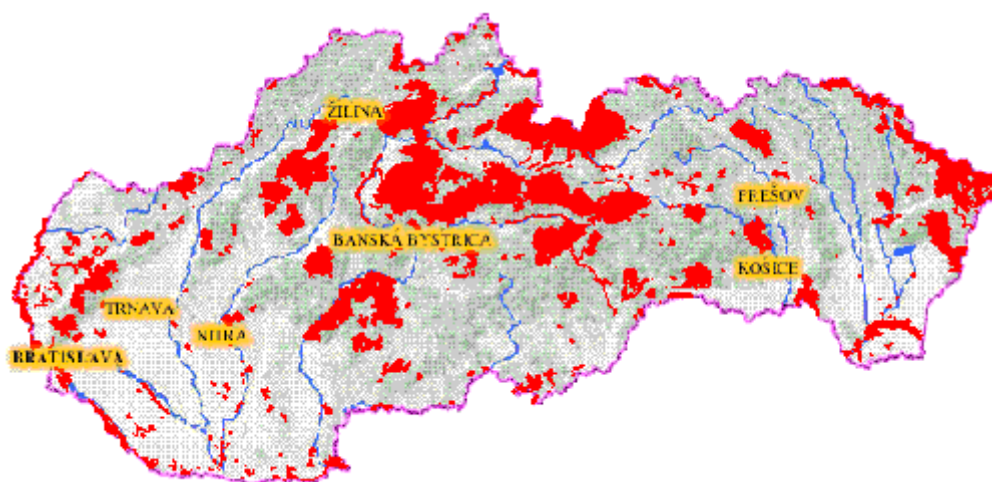 ŽILINA
PREŠOV
BANSKÁ BYSTRICA
KOŠICE
TRNAVA
NITRA
BRATISLAVA